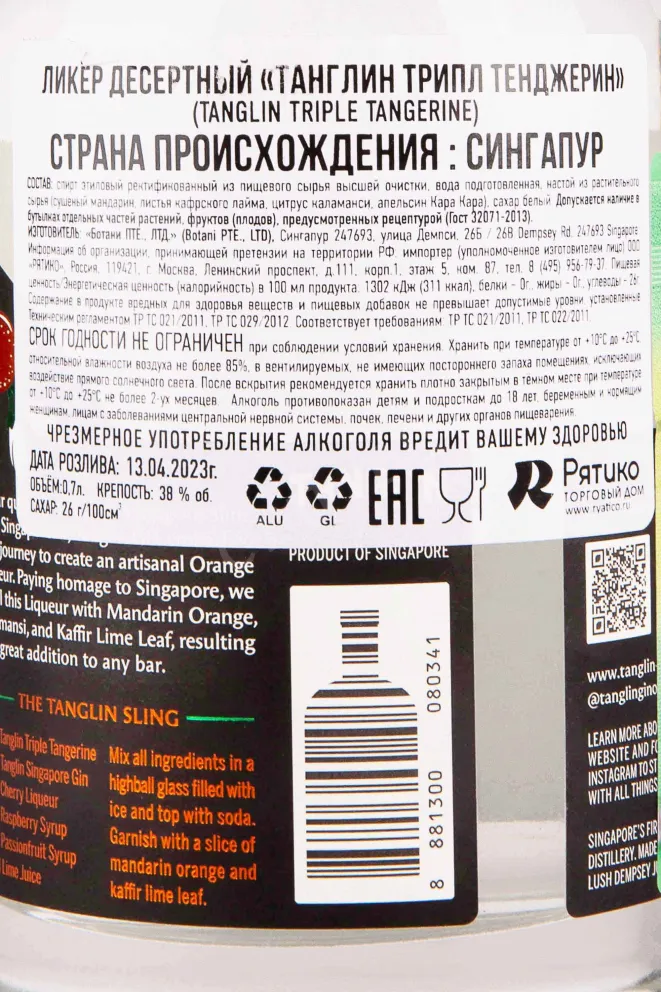 ЛИКЁР ДЕСЕРТНЫЙ «ТАНГЛИН ТРИПЛ ТЕНДЖЕРИН»
(TANGLIN TRIPLE TANGERINE)
СТРАНА ПРОИСХОЖДЕНИЯ : СИНГАПУР
СОСТАВ: спирт этиловый ректификованный из пищевого сырья высшей очистки, вода подготовленная, настой из растительного
сырья (сушеный мандарин, листья кафрского лайма, цитрус каламанси, апельсин Кара Кара), сахар белый. Допускается наличие в
бутылках отдельных частей растений, фруктов (плодов), предусмотренных рецептурой (Гост 32071-2013).
ИЗГОТОВИТЕЛЬ: «Ботани ПТЕ., ЛТД.» (Botani PTE., LTD), Сингапур 247693, улица Демпси, 26Б / 26B Dempsey Rd. 247693 Singapore
Информация об организации, принимающей претензии на территории РФ: импортер (уполномоченное изготовителем лицо) ООО
«РЯТИКО», Россия, 119421, г. Москва, Ленинский проспект, д.111, корп.1, этаж 5, ком. 87, тел. 8 (495) 956-79-37. Пищевая
ценность/Энергетическая ценность (калорийность) в 100 мл продукта: 1302 кДж (311 ккал), белки - 0г, жиры - 0г, углеводы - 26г
Содержание в продукте вредных для здоровья веществ и пищевых добавок не превышает допустимые уровни, установленные
Техническим регламентом ТР ТС 021/2011, ТР ТС 029/2012. Соответствует требованиям: ТР ТС 021/2011, ТР ТС 022/2011.
СРОК ГОДНОСТИ НЕ ОГРАНИЧЕН при соблюдении условий хранения. Хранить при температуре от +10°С до +25°С,
относительной влажности воздуха не более 85%, в вентилируемых, не имеющих постороннего запаха помещениях, исключающих
воздействие прямого солнечного света. После вскрытия рекомендуется хранить плотно закрытым в тёмном месте при температуре
от +10°С до +25°С не более 2-ух месяцев. Алкоголь противопоказан детям и подросткам до 18 лет, беременным и кормящим
женщинам, лицам с заболеваниями центральной нервной системы, почек, печени и других органов пищеварения.
ЧРЕЗМЕРНОЕ УПОТРЕБЛЕНИЕ АЛКОГОЛЯ ВРЕДИТ ВАШЕМУ ЗДОРОВЬЮ
ДАТА РОЗЛИВА: 13.04.2023г.
ОБЪЁМ:0,7л. КРЕПОСТЬ: 38 % об.
САХАР: 26 г/100см³
ALU
GL
EAC
РЯТИКО
ТОРГОВЫЙ ДОМ
www.ryatico.ru
journey to create an artisanal Orange
Paying homage to Singapore, we
this Liqueur with Mandarin Orange,
and Kaffir Lime Leaf, resulting
great addition to any bar.
THE TANGLIN SLING
Tanglin Triple Tangerine
Tanglin Singapore Gin
Cherry Liqueur
Raspberry Syrup
Passionfruit Syrup
Lime Juice
Mix all ingredients in a
highball glass filled with
ice and top with soda.
Garnish with a slice of
mandarin orange and
kaffir lime leaf.
PRODUCT OF SINGAPORE
8 881300 080341
www.tanglin-
@tanglingino
LEARN MORE ABO
WEBSITE AND FO
INSTAGRAM TO ST
WITH ALL THINGS
SINGAPORE'S FIR
DISTILLERY. MADE
LUSH DEMPSEY